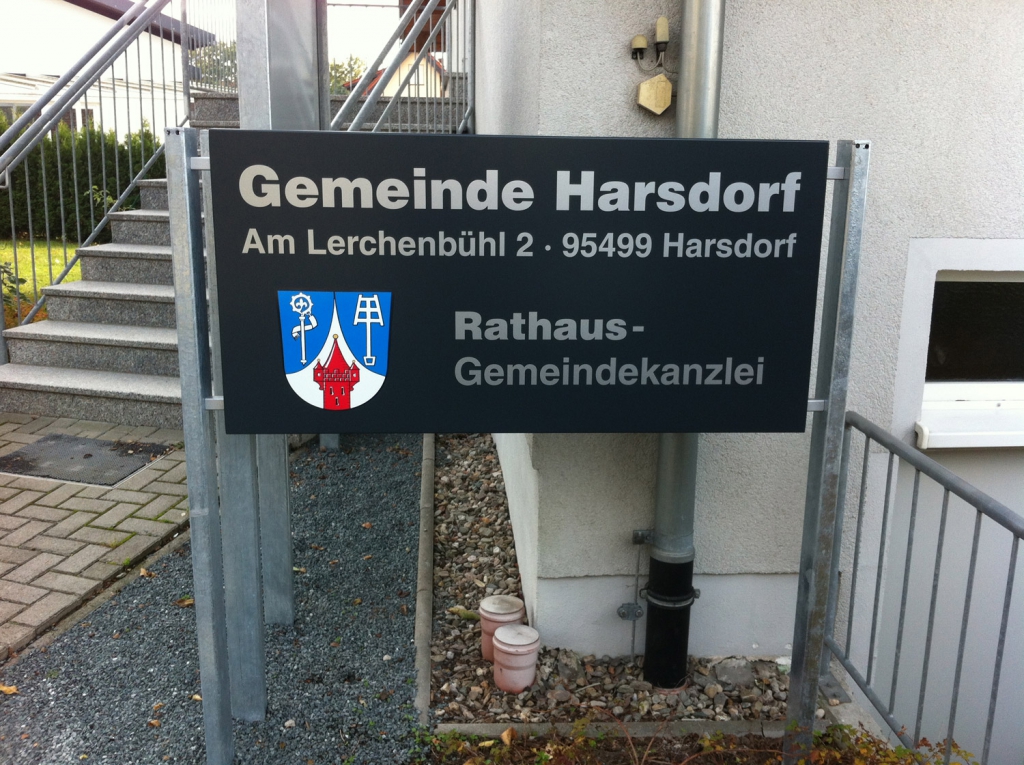 Gemeinde Harsdorf
Am Lerchenbühl 2 · 95499 Harsdorf
Rathaus-
Gemeindekanzlei